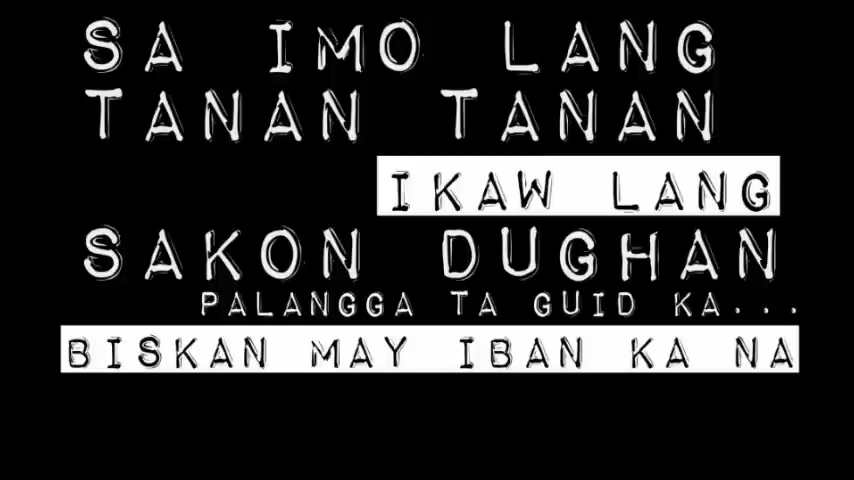 SA IMO LANG
TANAN TANAN
IKAW LANG
SAKON DUGHAN
PALANGGA TA GUID KA...
BISKAN MAY IBAN KA NA